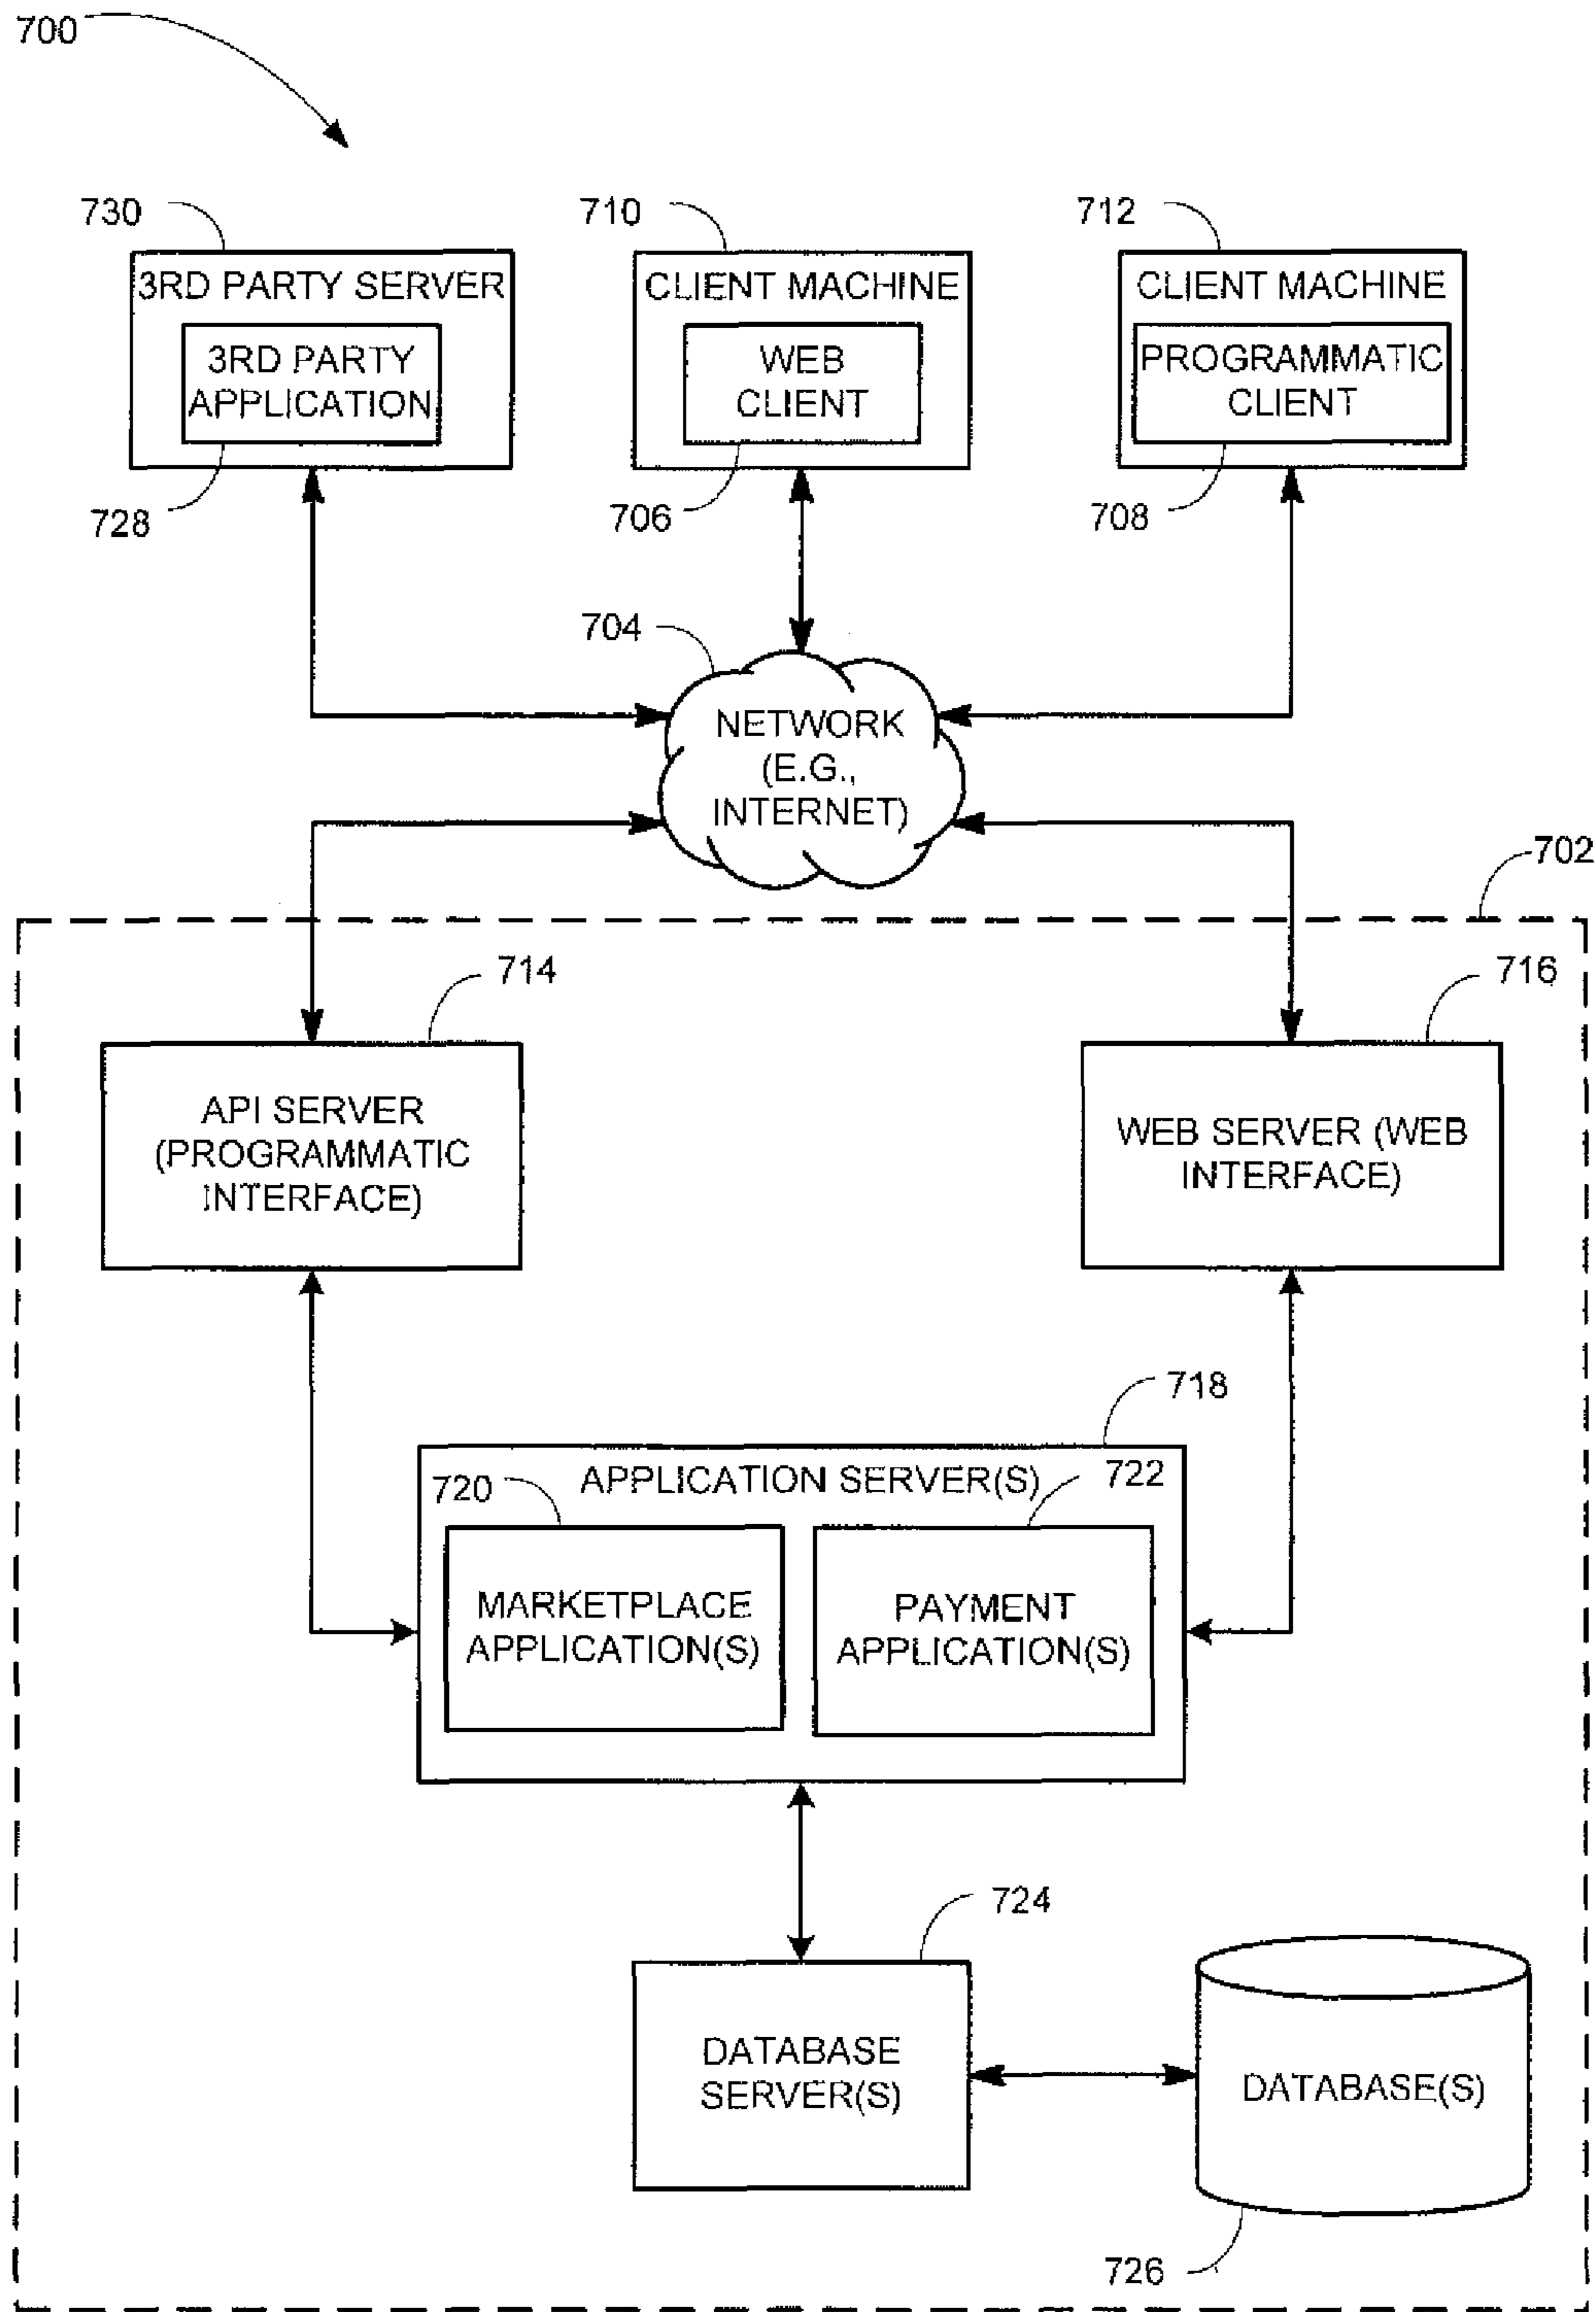 700
730
710
712
3RD PARTY SERVER
CLIENT MACHINE
CLIENT MACHINE
3RD PARTY
APPLICATION
WEB
CLIENT
PROGRAMMATIC
CLIENT
728
706
708
704
NETWORK
(E.G.,
INTERNET)
702
714
716
API SERVER
(PROGRAMMATIC
INTERFACE)
WEB SERVER (WEB
INTERFACE)
718
APPLICATION SERVER(S)
720
722
MARKETPLACE
APPLICATION(S)
PAYMENT
APPLICATION(S)
724
DATABASE
SERVER(S)
DATABASE(S)
726